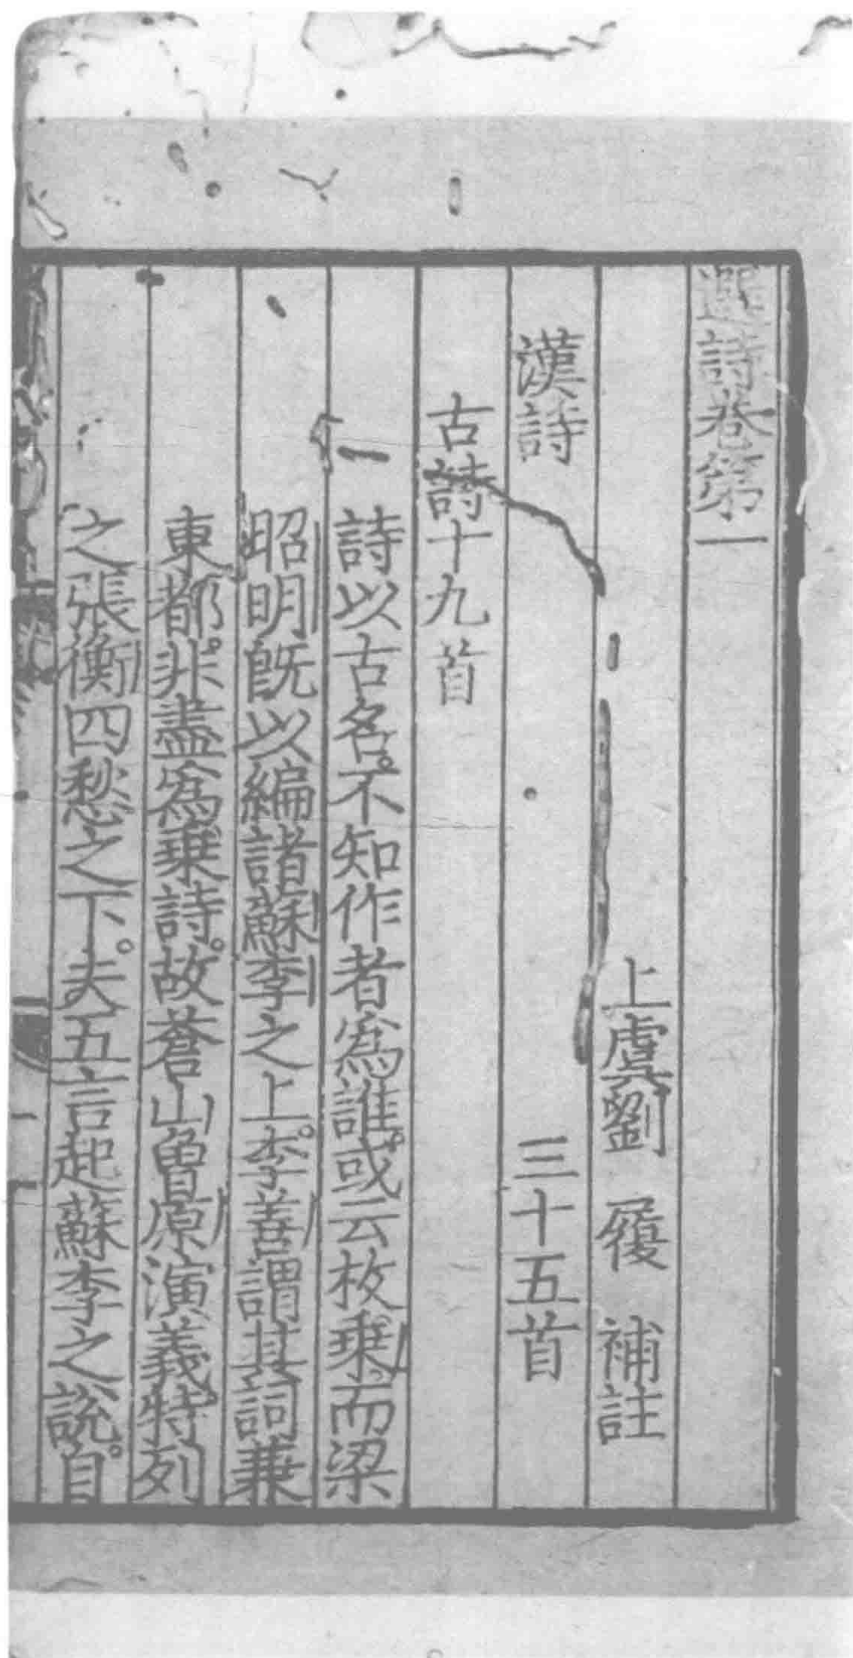 選詩卷第一
上虞劉 履 補註
漢詩 三十五首
古詩十九首
詩以古名。不知作者爲誰。或云枚乗。而梁
昭明旣以編諸蘇李之上。李善謂其詞兼
東都。非盡爲乗詩。故蒼山曾原演義特列
之張衡四愁之下。夫五言起蘇李之說。自